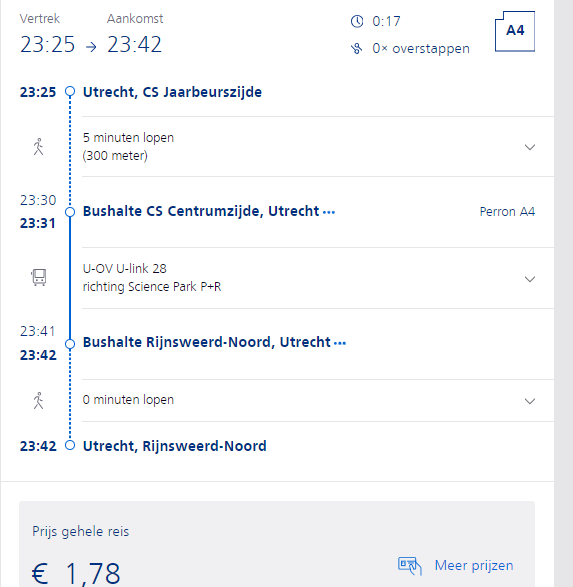 Vertrek Aankomst 0:17 A4
23:25 → 23:42 0× overstappen
23:25 Utrecht, CS Jaarbeurszijde
5 minuten lopen
(300 meter)
23:30
23:31 Bushalte CS Centrumzijde, Utrecht ••• Perron A4
U-OV U-link 28
richting Science Park P+R
23:41
23:42 Bushalte Rijnsweerd-Noord, Utrecht •••
0 minuten lopen
23:42 Utrecht, Rijnsweerd-Noord
Prijs gehele reis
€ 1,78 Meer prijzen